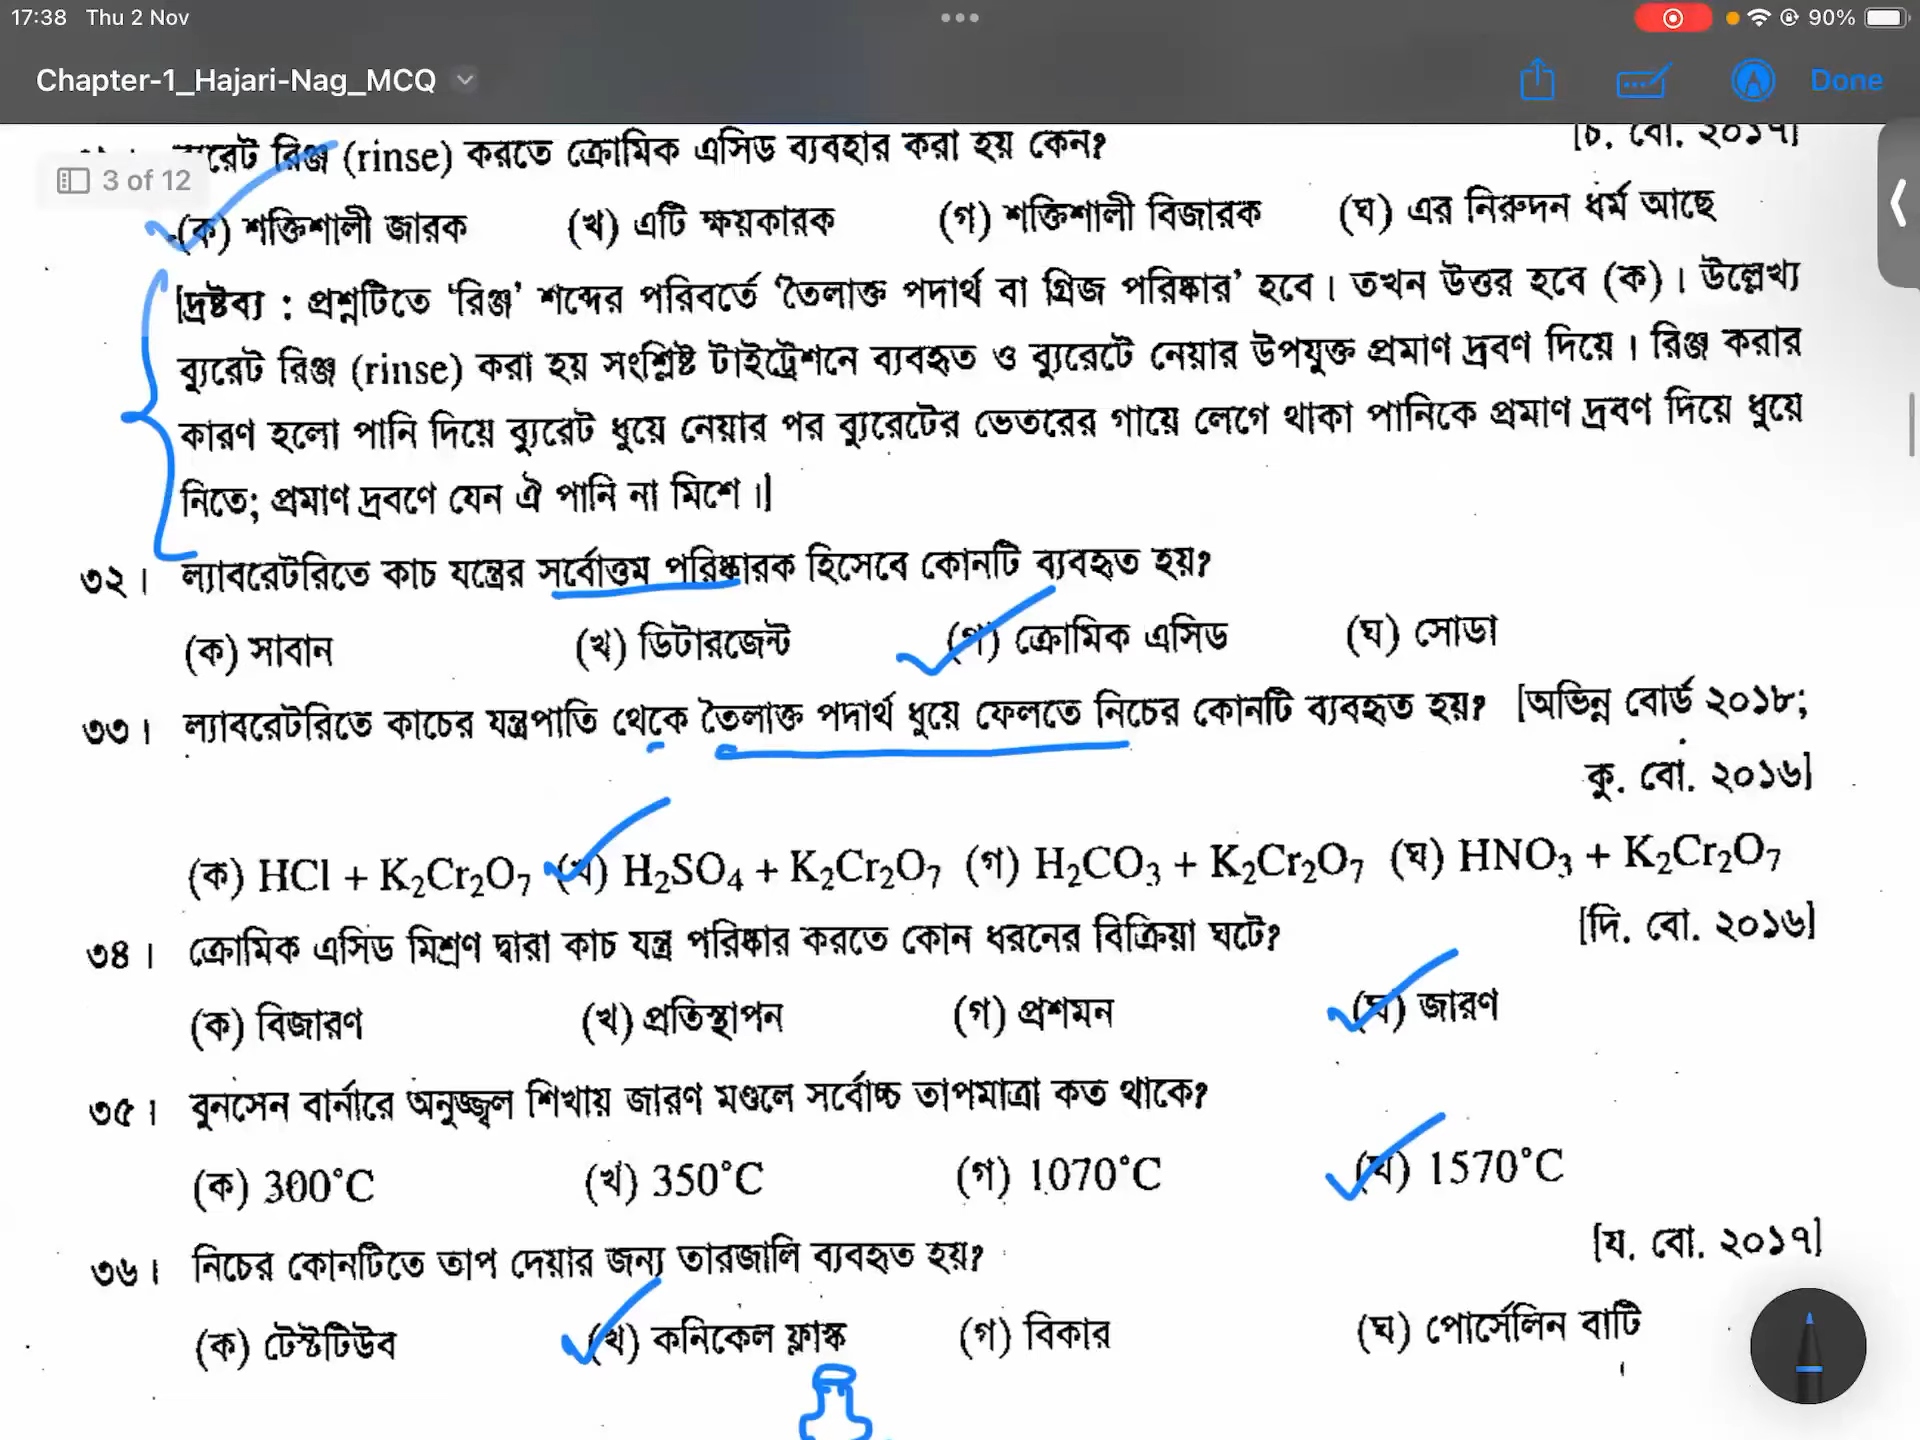 17:38 Thu 2 Nov
90%
Chapter-1_Hajari-Nag_MCQ
Done
রিঞ্জ (rinse) করতে ক্রোমিক এসিড ব্যবহার করা হয় কেন? [চ. বো. ২০১৭]
3 of 12
(ক) শক্তিশালী জারক (খ) এটি ক্ষয়কারক (গ) শক্তিশালী বিজারক (ঘ) এর নিরুদন ধর্ম আছে
[দ্রষ্টব্য : প্রশ্নটিতে ‘রিঞ্জ’ শব্দের পরিবর্তে ‘তৈলাক্ত পদার্থ বা গ্রিজ পরিষ্কার’ হবে। তখন উত্তর হবে (ক)। উল্লেখ্য
ব্যুরেট রিঞ্জ (rinse) করা হয় সংশ্লিষ্ট টাইট্রেশনে ব্যবহৃত ও ব্যুরেটে নেয়ার উপযুক্ত প্রমাণ দ্রবণ দিয়ে। রিঞ্জ করার
কারণ হলো পানি দিয়ে ব্যুরেট ধুয়ে নেয়ার পর ব্যুরেটের ভেতরের গায়ে লেগে থাকা পানিকে প্রমাণ দ্রবণ দিয়ে ধুয়ে
নিতে; প্রমাণ দ্রবণে যেন ঐ পানি না মিশে।]
৩২। ল্যাবরেটরিতে কাচ যন্ত্রের সর্বোত্তম পরিষ্কারক হিসেবে কোনটি ব্যবহৃত হয়?
(ক) সাবান (খ) ডিটারজেন্ট (গ) ক্রোমিক এসিড (ঘ) সোডা
৩৩। ল্যাবরেটরিতে কাচের যন্ত্রপাতি থেকে তৈলাক্ত পদার্থ ধুয়ে ফেলতে নিচের কোনটি ব্যবহৃত হয়? [অভিন্ন বোর্ড ২০১৮;
কু. বো. ২০১৬]
(ক) HCl + K₂Cr₂O₇ (খ) H₂SO₄ + K₂Cr₂O₇ (গ) H₂CO₃ + K₂Cr₂O₇ (ঘ) HNO₃ + K₂Cr₂O₇
৩৪। ক্রোমিক এসিড মিশ্রণ দ্বারা কাচ যন্ত্র পরিষ্কার করতে কোন ধরনের বিক্রিয়া ঘটে? [দি. বো. ২০১৬]
(ক) বিজারণ (খ) প্রতিস্থাপন (গ) প্রশমন (ঘ) জারণ
৩৫। বুনসেন বার্নারে অনুজ্জ্বল শিখায় জারণ মণ্ডলে সর্বোচ্চ তাপমাত্রা কত থাকে?
(ক) 300°C (খ) 350°C (গ) 1070°C (ঘ) 1570°C
৩৬। নিচের কোনটিতে তাপ দেয়ার জন্য তারজালি ব্যবহৃত হয়? [য. বো. ২০১৭]
(ক) টেস্টটিউব (খ) কনিকেল ফ্লাস্ক (গ) বিকার (ঘ) পোর্সেলিন বাটি